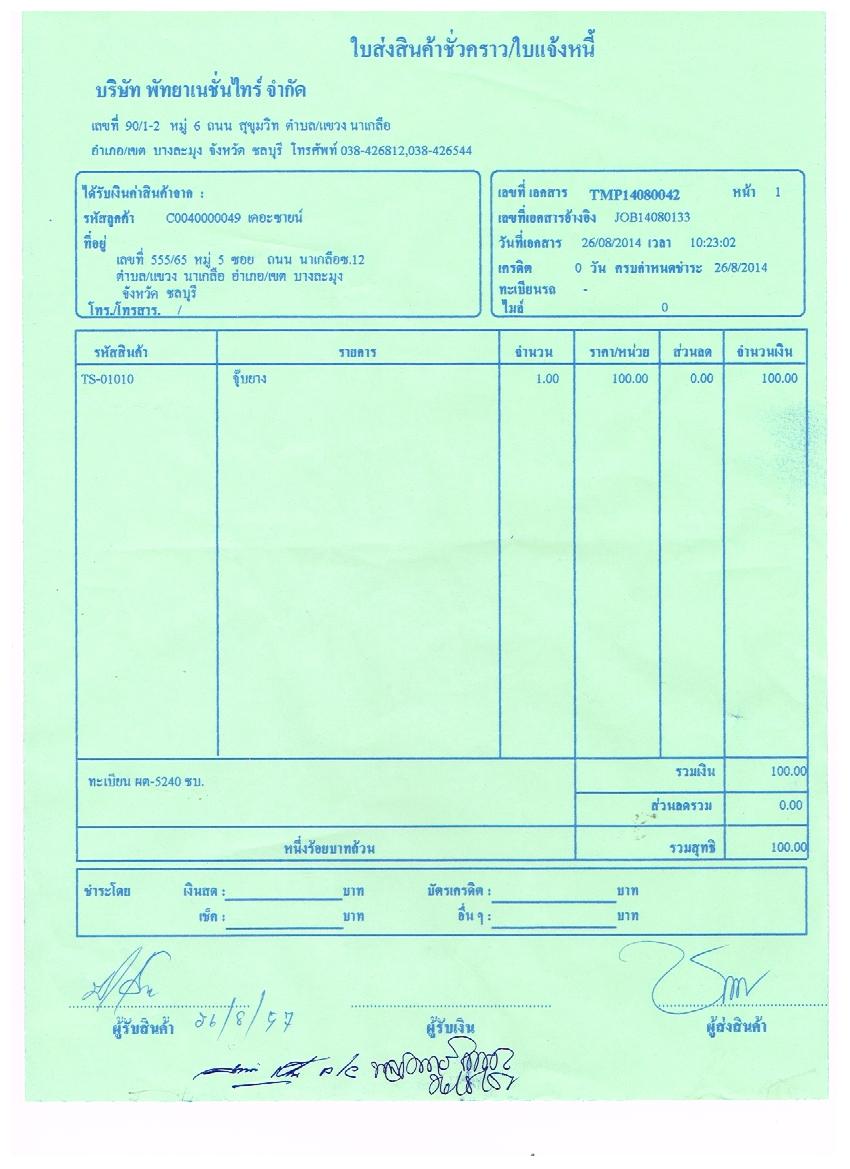 ใบส่งสินค้าชั่วคราว/ใบแจ้งหนี้
บริษัท พัทยาเนชั่นไทร์ จำกัด
เลขที่ 90/1-2 หมู่ 6 ถนน สุขุมวิท ตำบล/แขวง นาเกลือ
อำเภอ/เขต บางละมุง จังหวัด ชลบุรี โทรศัพท์ 038-426812,038-426544
ได้รับเงินค่าสินค้าจาก :
รหัสลูกค้า C0040000049 เดอะชายน์
ที่อยู่
เลขที่ 555/65 หมู่ 5 ซอย ถนน นาเกลือซ.12
ตำบล/แขวง นาเกลือ อำเภอ/เขต บางละมุง
จังหวัด ชลบุรี
โทร./โทรสาร. /
เลขที่ เอกสาร TMP14080042 หน้า 1
เลขที่เอกสารอ้างอิง JOB14080133
วันที่เอกสาร 26/08/2014 เวลา 10:23:02
เครดิต 0 วัน ครบกำหนดชำระ 26/8/2014
ทะเบียนรถ -
ไมล์ 0
รหัสสินค้า รายการ จำนวน ราคา/หน่วย ส่วนลด จำนวนเงิน
TS-01010 จุ๊บยาง 1.00 100.00 0.00 100.00
ทะเบียน ผต-5240 ชบ.
รวมเงิน 100.00
ส่วนลดรวม 0.00
หนึ่งร้อยบาทถ้วน รวมสุทธิ 100.00
ชำระโดย เงินสด : บาท บัตรเครดิต : บาท
เช็ค : บาท อื่น ๆ : บาท
ผู้รับสินค้า 26/8/57 ผู้รับเงิน ผู้ส่งสินค้า